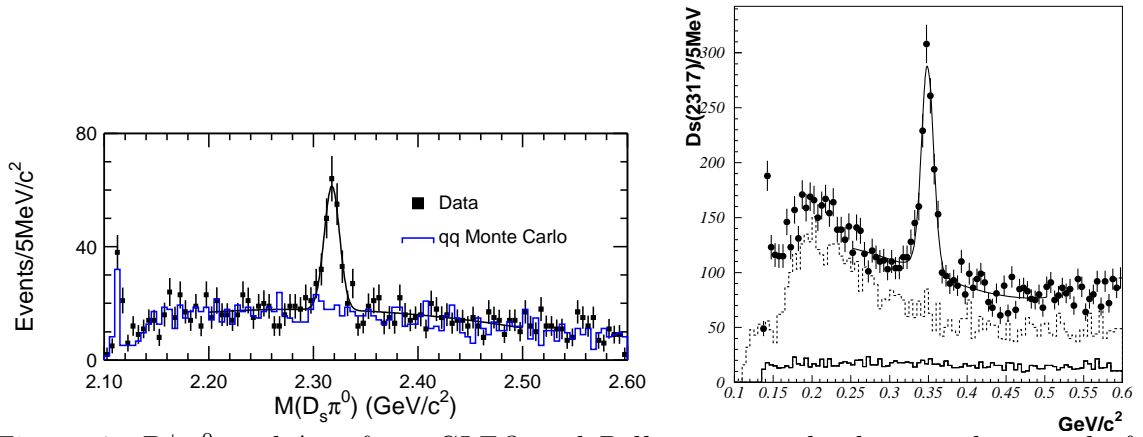 80
40
0
Events/5MeV/c²
Data
qq Monte Carlo
2.10 2.20 2.30 2.40 2.50 2.60
M(Dₛπ⁰) (GeV/c²)
Ds(2317)/5MeV
300
250
200
150
100
50
0
0.1 0.15 0.2 0.25 0.3 0.35 0.4 0.45 0.5 0.55 0.6
GeV/c²